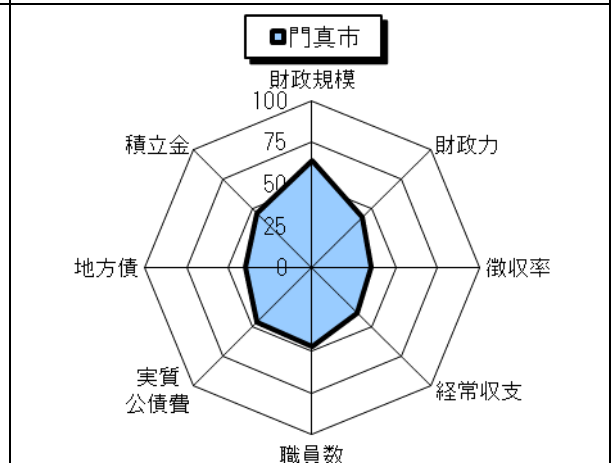 門真市
財政規模
100
75
50
25
0
財政力
徴収率
経常収支
職員数
実質
公債費
地方債
積立金